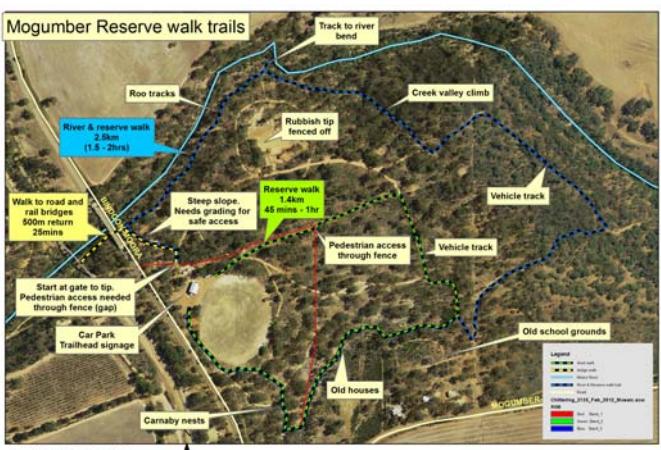 Mogumber Reserve walk trails
Track to river
bend
Roo tracks
Creek valley climb
River & reserve walk
2.5km
(1.5 - 2hrs)
Rubbish tip
fenced off
Walk to road and
rail bridges
500m return
25mins
Steep slope.
Needs grading for
safe access
Reserve walk
1.4km
45 mins - 1hr
Vehicle track
Pedestrian access
through fence
Vehicle track
Start at gate to tip.
Pedestrian access needed
through fence (gap)
Car Park
Trailhead signage
Old school grounds
Old houses
Carnaby nests
MOGUMBER
Legend